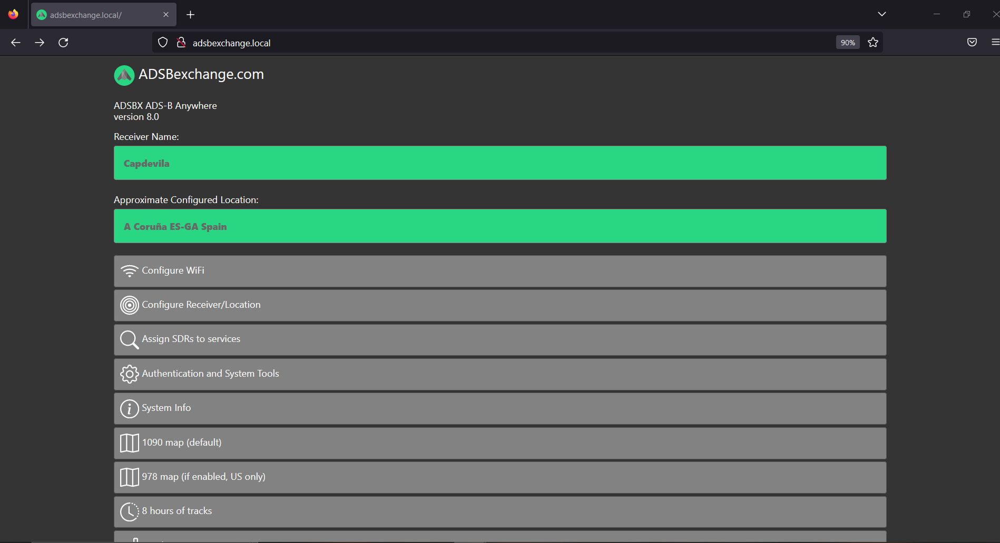 adsbexchange.local/
adsbexchange.local
90%
ADSBexchange.com
ADSBX ADS-B Anywhere
version 8.0
Receiver Name:
Capdevila
Approximate Configured Location:
A Coruña ES-GA Spain
Configure WiFi
Configure Receiver/Location
Assign SDRs to services
Authentication and System Tools
System Info
1090 map (default)
978 map (if enabled, US only)
8 hours of tracks